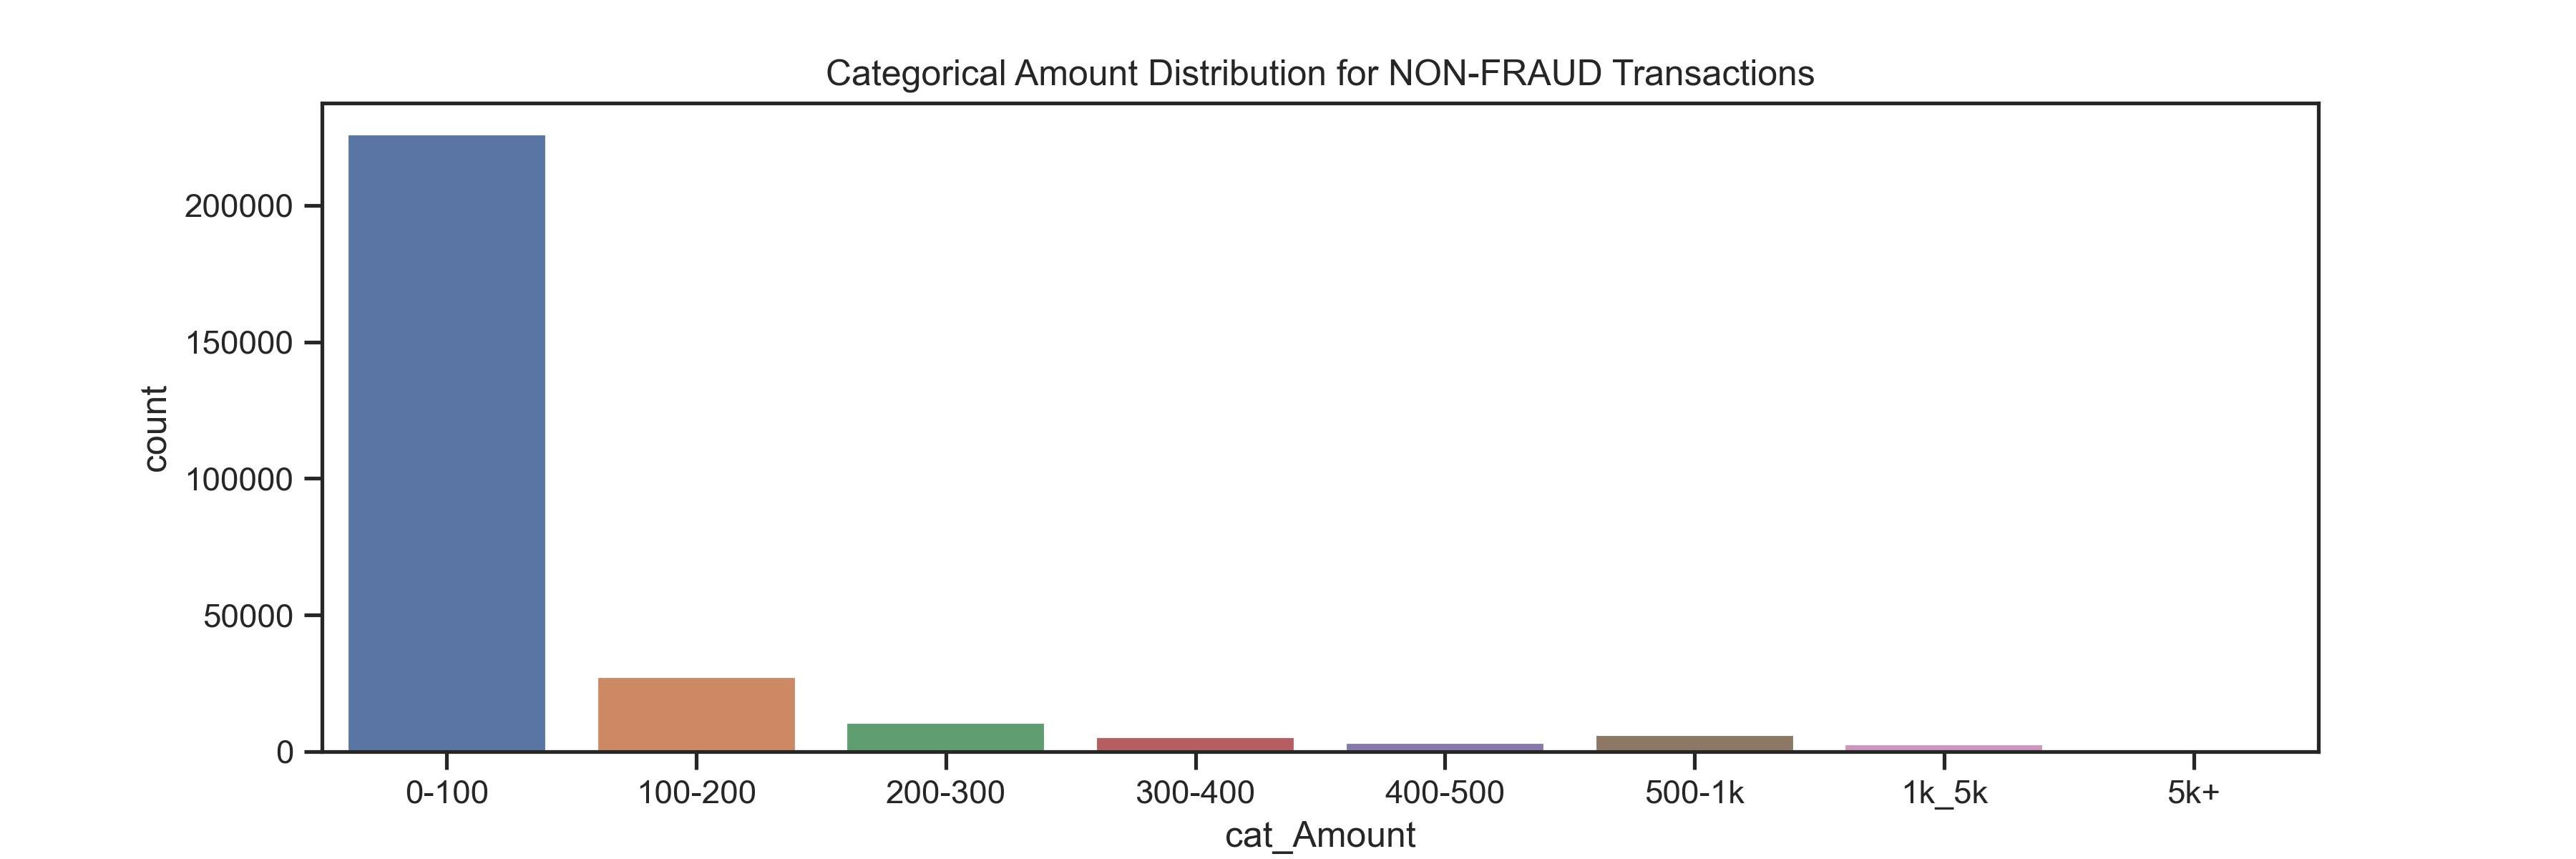 Categorical Amount Distribution for NON-FRAUD Transactions
count
200000
150000
100000
50000
0
0-100 100-200 200-300 300-400 400-500 500-1k 1k_5k 5k+
cat_Amount